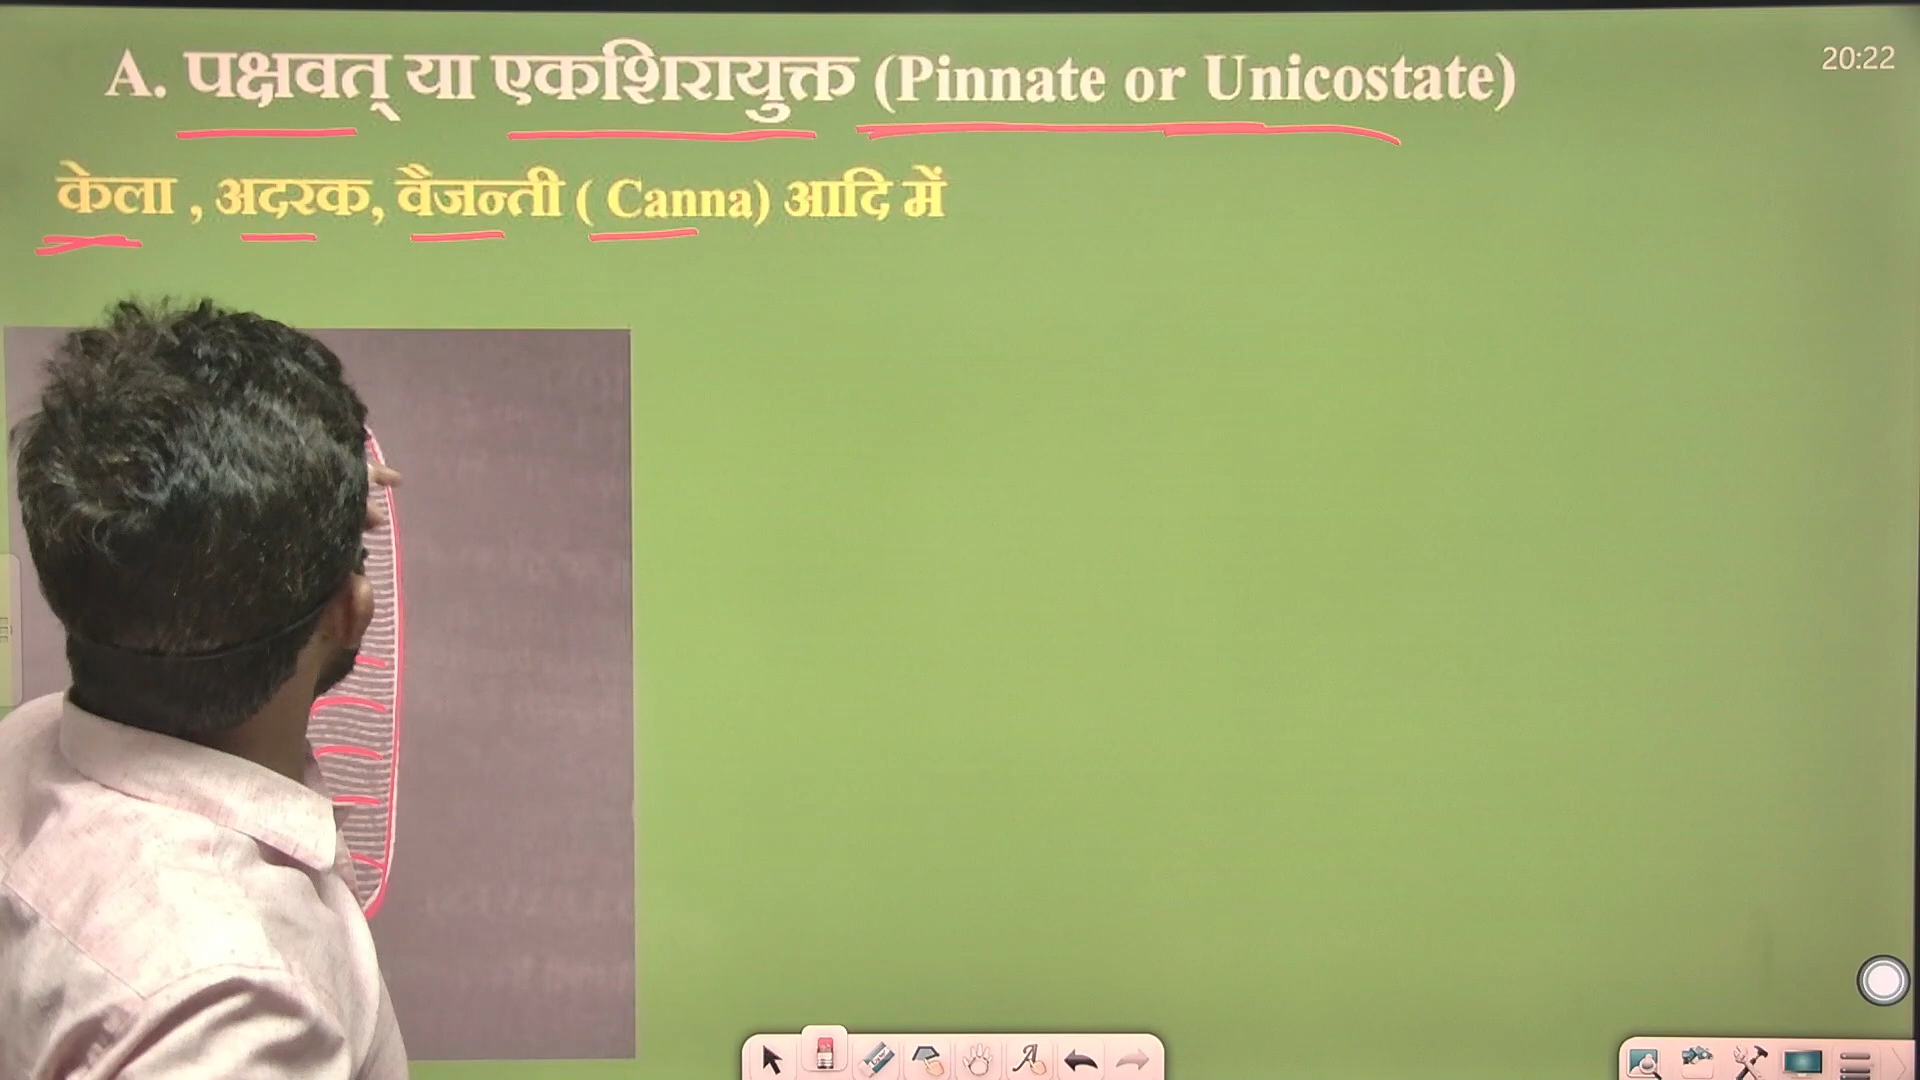 A. पक्षवत् या एकशिरायुक्त (Pinnate or Unicostate)
20:22
केला , अदरक, वैजन्ती ( Canna) आदि में